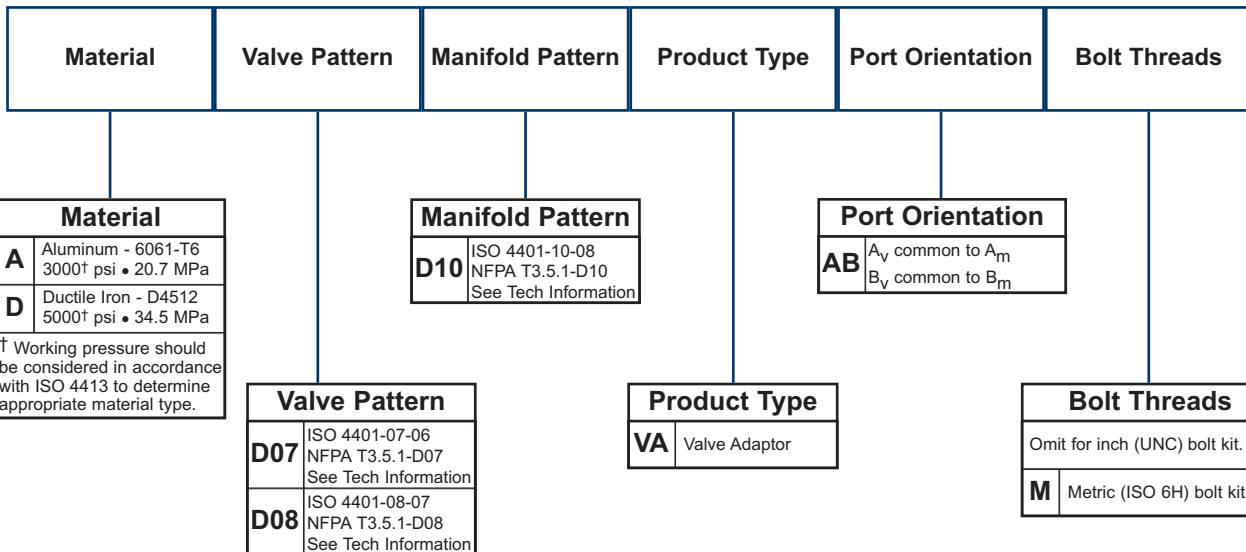 Material
Valve Pattern
Manifold Pattern
Product Type
Port Orientation
Bolt Threads
Material
A
Aluminum - 6061-T6
3000† psi • 20.7 MPa
D
Ductile Iron - D4512
5000† psi • 34.5 MPa
† Working pressure should
be considered in accordance
with ISO 4413 to determine
appropriate material type.
Valve Pattern
D07
ISO 4401-07-06
NFPA T3.5.1-D07
See Tech Information
D08
ISO 4401-08-07
NFPA T3.5.1-D08
See Tech Information
Manifold Pattern
D10
ISO 4401-10-08
NFPA T3.5.1-D10
See Tech Information
Product Type
VA
Valve Adaptor
Port Orientation
AB
Av common to Am
Bv common to Bm
Bolt Threads
Omit for inch (UNC) bolt kit.
M
Metric (ISO 6H) bolt kit